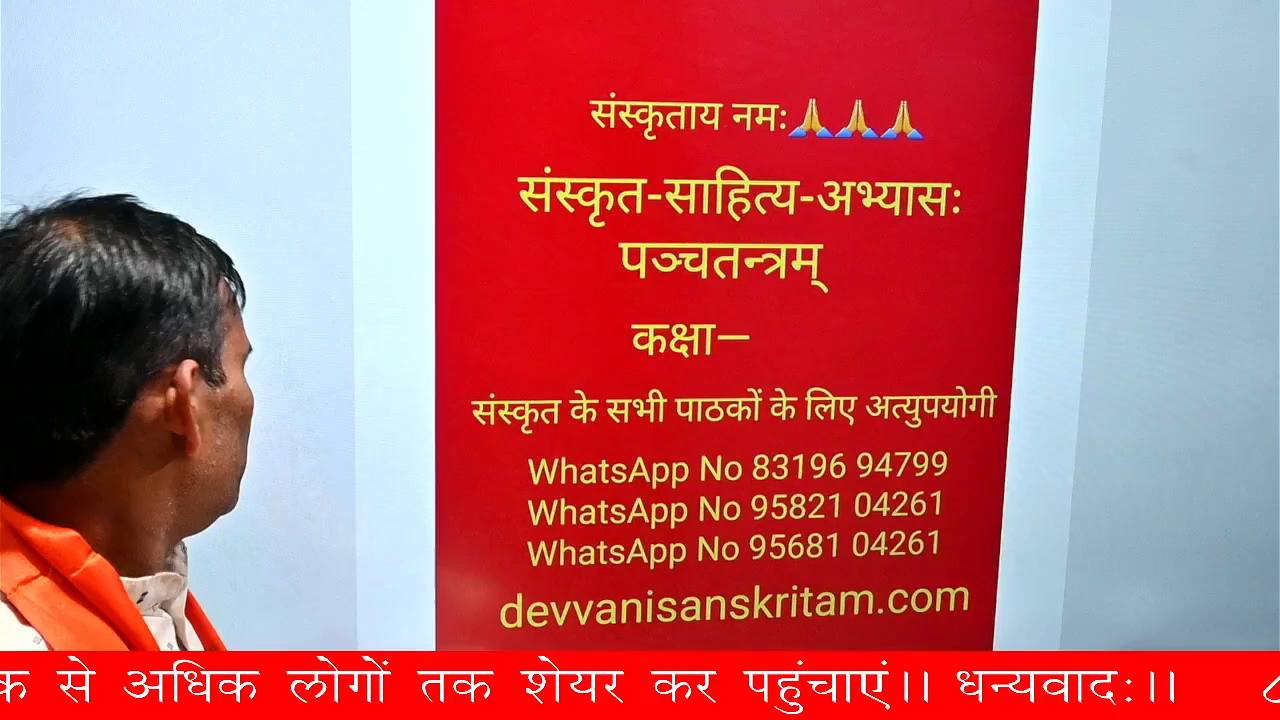 संस्कृताय नमः🙏🙏🙏
संस्कृत-साहित्य-अभ्यासः
पञ्चतन्त्रम्
कक्षा—
संस्कृत के सभी पाठकों के लिए अत्युपयोगी
WhatsApp No 83196 94799
WhatsApp No 95821 04261
WhatsApp No 95681 04261
devvanisanskritam.com
से अधिक लोगों तक शेयर कर पहुंचाएं।। धन्यवादः।।